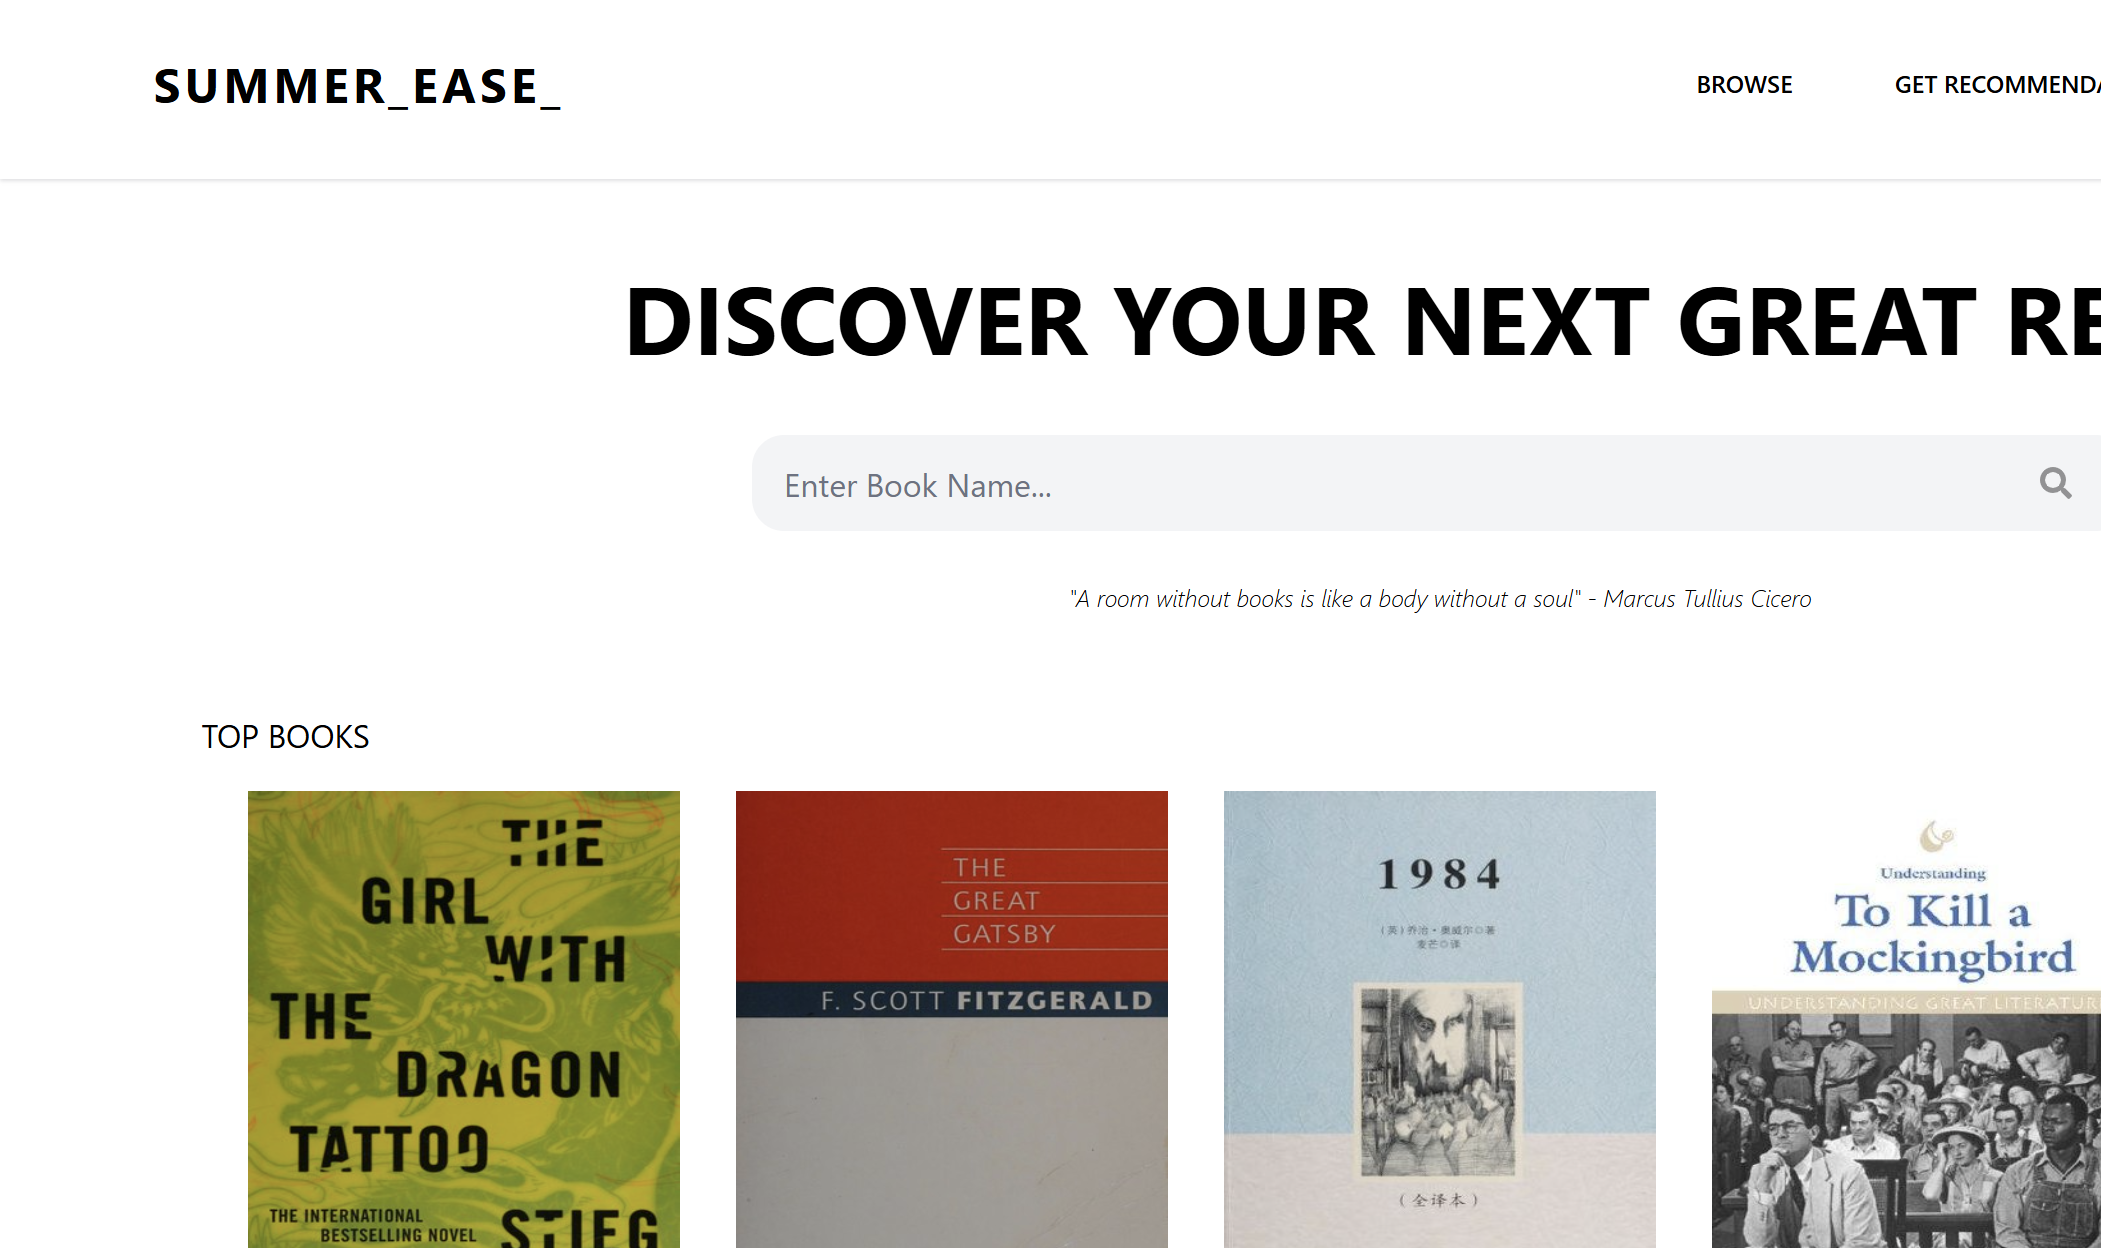 SUMMER_EASE_
BROWSE
GET RECOMMENDA
DISCOVER YOUR NEXT GREAT RE
Enter Book Name...
"A room without books is like a body without a soul" - Marcus Tullius Cicero
TOP BOOKS
THE
GIRL
WITH
THE
DRAGON
TATTOO
THE INTERNATIONAL
BESTSELLING NOVEL
STIEG
THE
GREAT
GATSBY
F. SCOTT FITZGERALD
1984
(英)乔治·奥威尔◎著
麦芒◎译
(全译本)
Understanding
To Kill a
Mockingbird
UNDERSTANDING GREAT LITERATUR